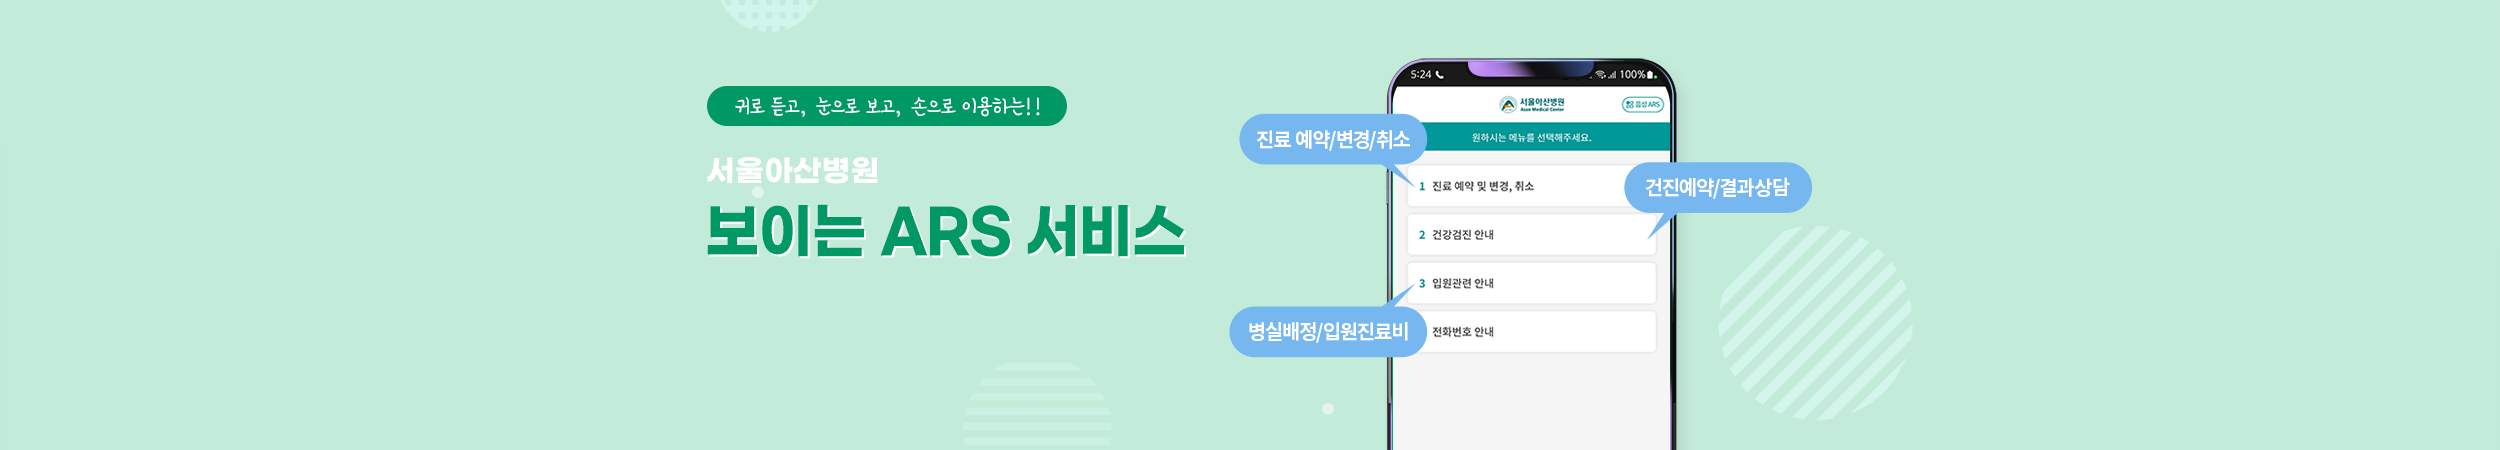 귀로 듣고, 눈으로 보고, 손으로 이용하는!!
서울아산병원
보이는 ARS 서비스
5:24
100%
서울아산병원
Asan Medical Center
음성 ARS
원하시는 메뉴를 선택해주세요.
진료 예약/변경/취소
1 진료 예약 및 변경, 취소
건진예약/결과상담
2 건강검진 안내
3 입원관련 안내
병실배정/입원진료비
전화번호 안내